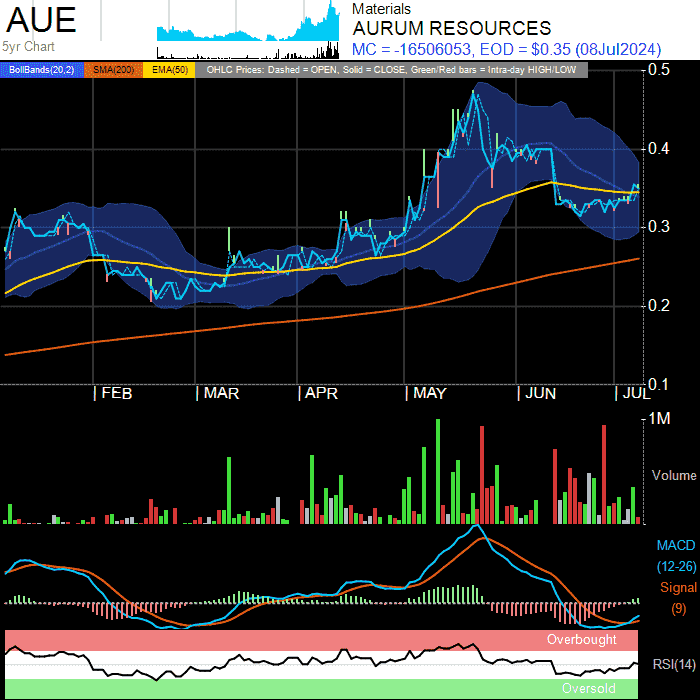 AUE
5yr Chart
Materials
AURUM RESOURCES
MC = -16506053, EOD = $0.35 (08Jul2024)
BollBands(20,2) SMA(200) EMA(50) OHLC Prices: Dashed = OPEN, Solid = CLOSE, Green/Red bars = Intra-day HIGH/LOW
0.5
0.4
0.3
0.2
0.1
| FEB | MAR | APR | MAY | JUN | JUL
1M
Volume
MACD
(12-26)
Signal
(9)
Overbought
RSI(14)
Oversold